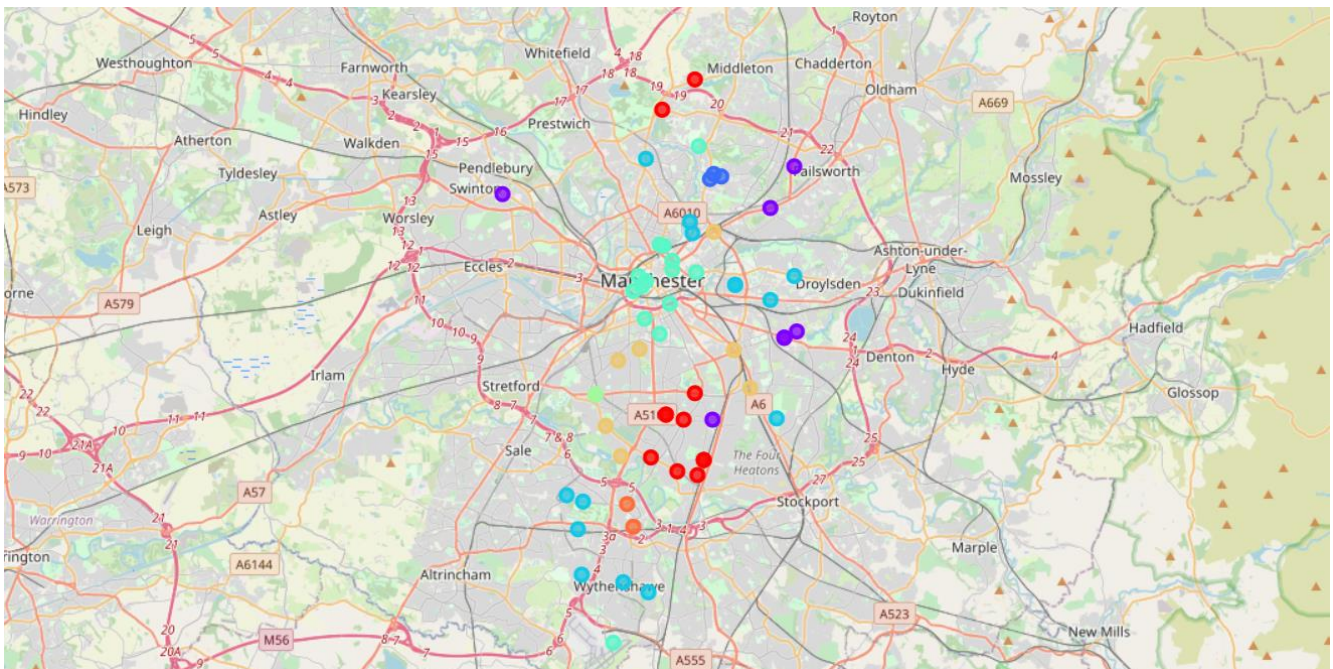 Royton
Westhoughton
Farnworth
Whitefield
Middleton
Chadderton
Kearsley
Oldham
A669
Hindley
Prestwich
Atherton
Walkden
Pendlebury
Tyldesley
Swinton
Mossley
A573
Astley
Worsley
A6010
Leigh
Eccles
Ashton-under-
Lyne
Manchester
Droylsden
Dukinfield
A579
Hadfield
Denton
Hyde
Irlam
Stretford
Glossop
A6
Sale
The Four
Heatons
A57
Stockport
Warrington
Marple
A6144
Altrincham
Wythenshawe
A523
M56
New Mills
A555